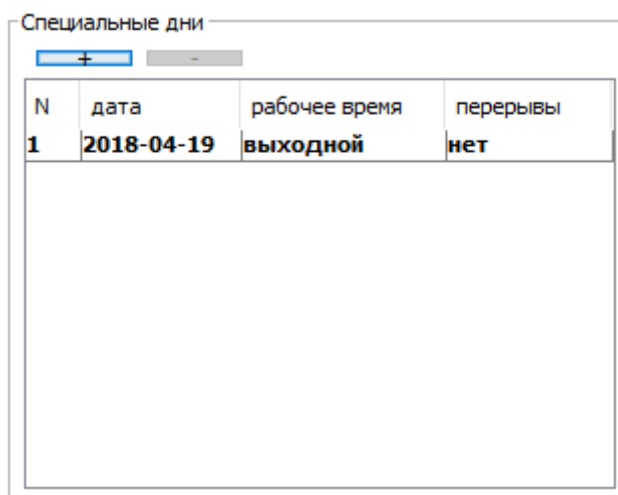 Специальные дни
+ -
N дата рабочее время перерывы
1 2018-04-19 выходной нет